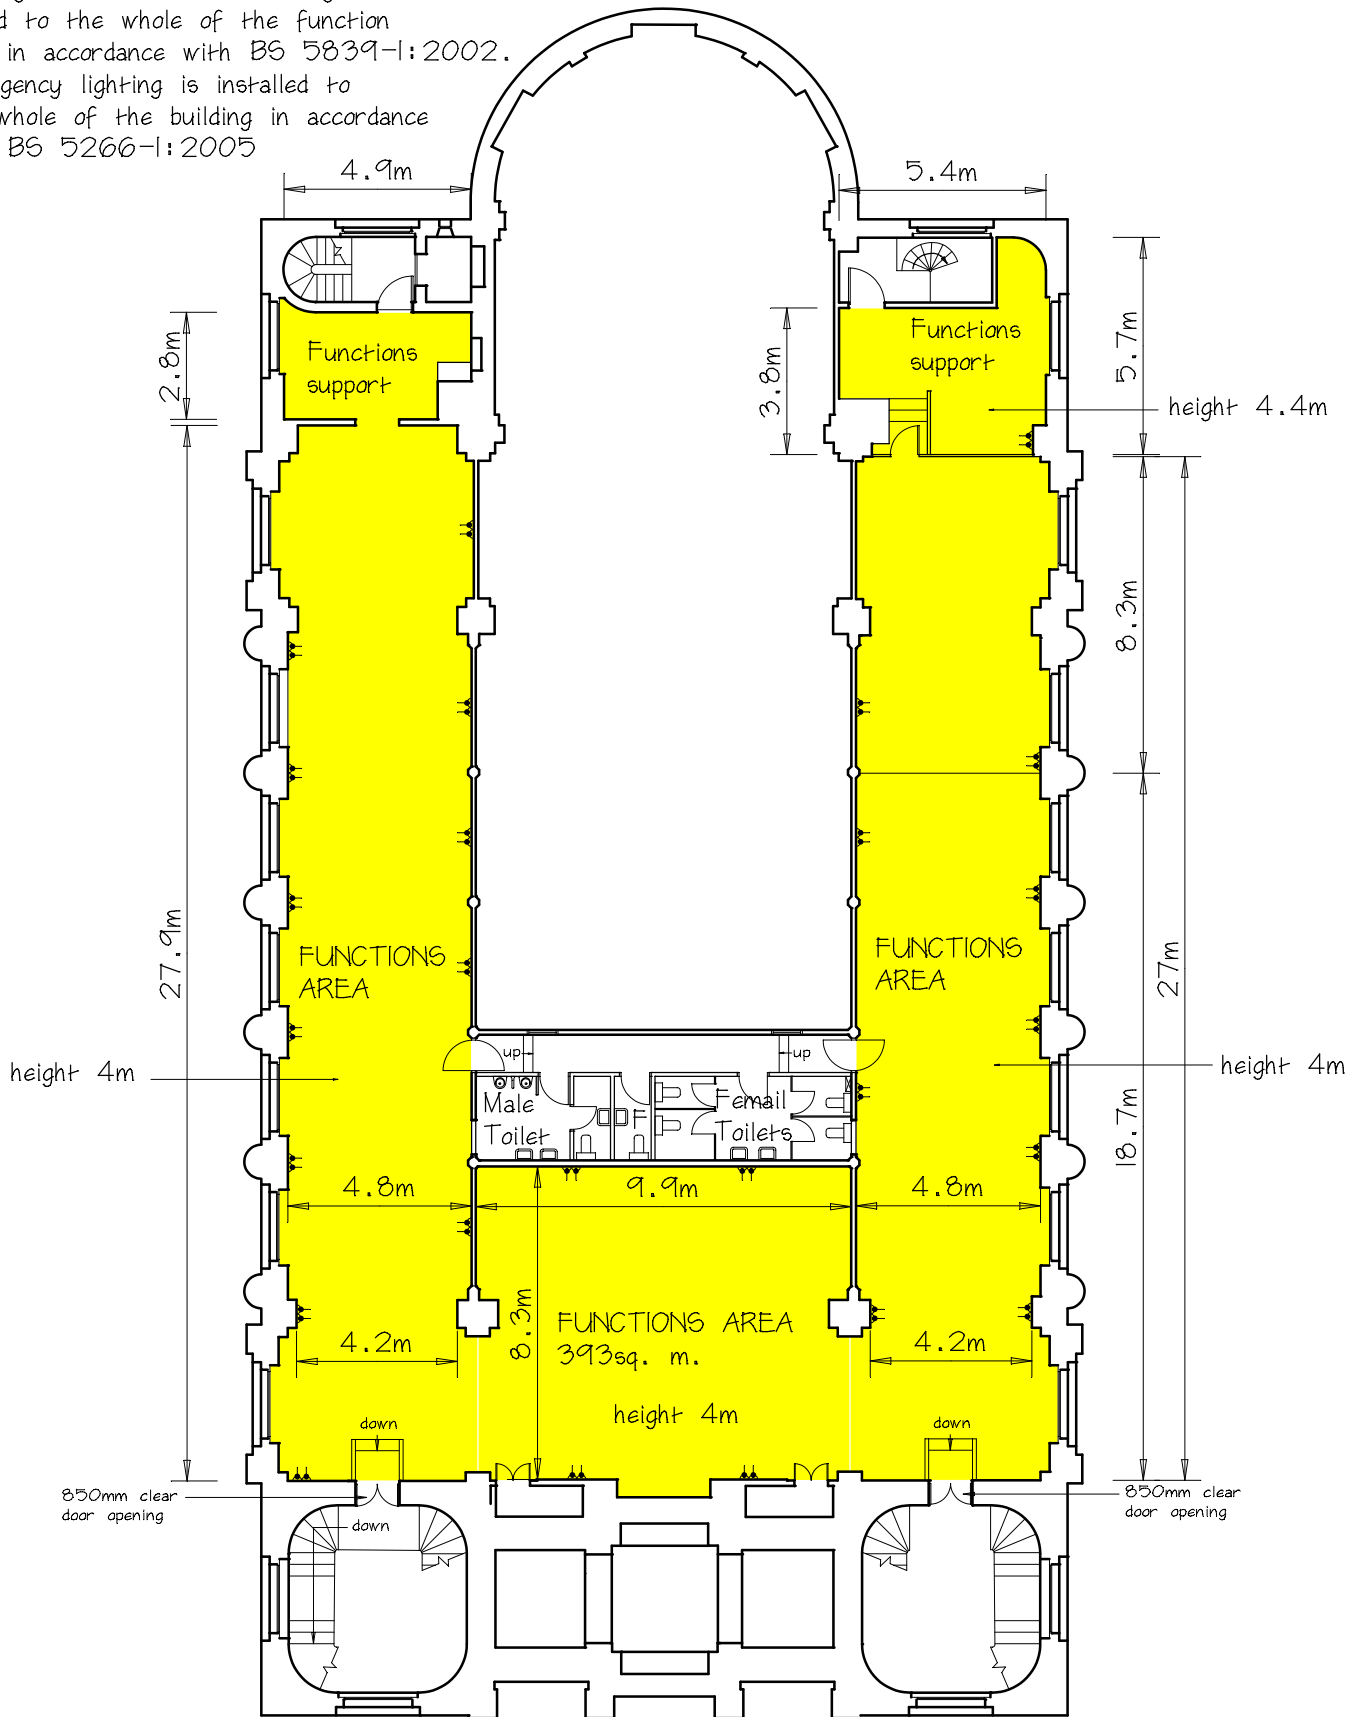 d to the whole of the function
in accordance with BS 5839-1:2002.
gency lighting is installed to
whole of the building in accordance
BS 5266-1:2005
4.9m
5.4m
2.8m
Functions
support
3.8m
Functions
support
5.7m
height 4.4m
8.3m
27.9m
FUNCTIONS
AREA
FUNCTIONS
AREA
27m
height 4m
up
up
height 4m
Male
Toilet
F
Femail
Toilets
18.7m
4.8m
9.9m
4.8m
8.3m
FUNCTIONS AREA
393sq. m.
4.2m
4.2m
height 4m
down
down
850mm clear
door opening
850mm clear
door opening
down